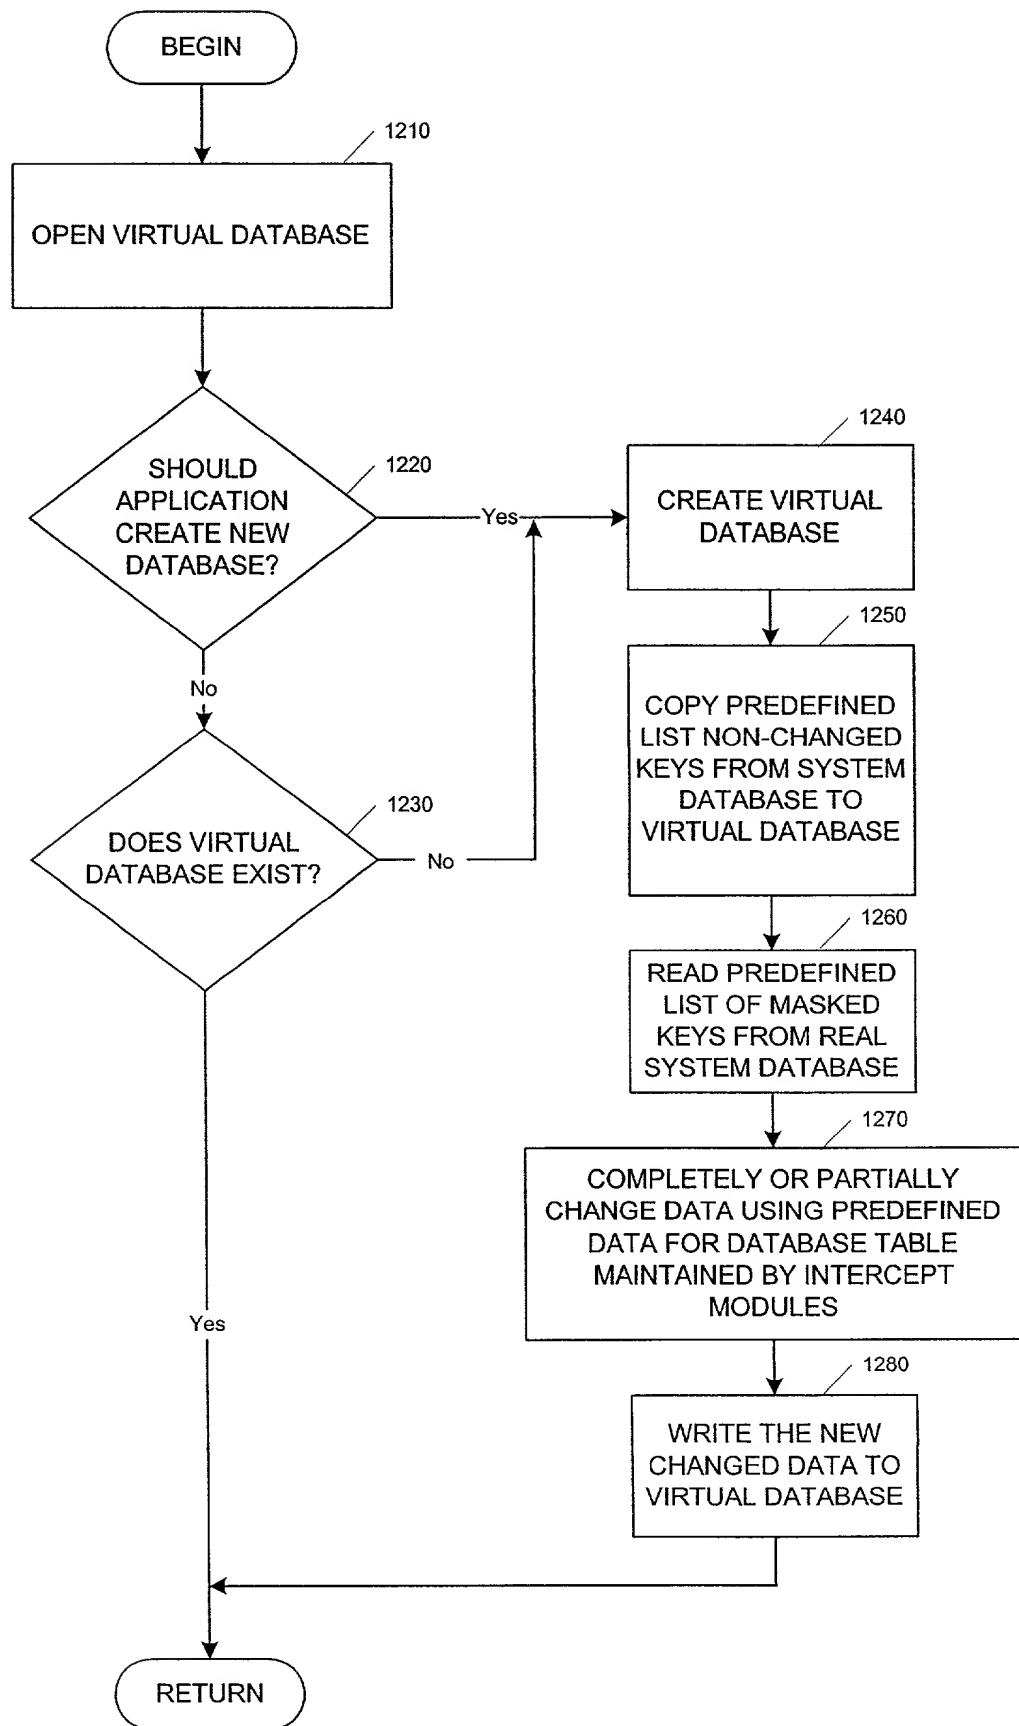 BEGIN
1210
OPEN VIRTUAL DATABASE
1220
SHOULD
APPLICATION
CREATE NEW
DATABASE?
Yes
No
1230
DOES VIRTUAL
DATABASE EXIST?
No
Yes
1240
CREATE VIRTUAL
DATABASE
1250
COPY PREDEFINED
LIST NON-CHANGED
KEYS FROM SYSTEM
DATABASE TO
VIRTUAL DATABASE
1260
READ PREDEFINED
LIST OF MASKED
KEYS FROM REAL
SYSTEM DATABASE
1270
COMPLETELY OR PARTIALLY
CHANGE DATA USING PREDEFINED
DATA FOR DATABASE TABLE
MAINTAINED BY INTERCEPT
MODULES
1280
WRITE THE NEW
CHANGED DATA TO
VIRTUAL DATABASE
RETURN